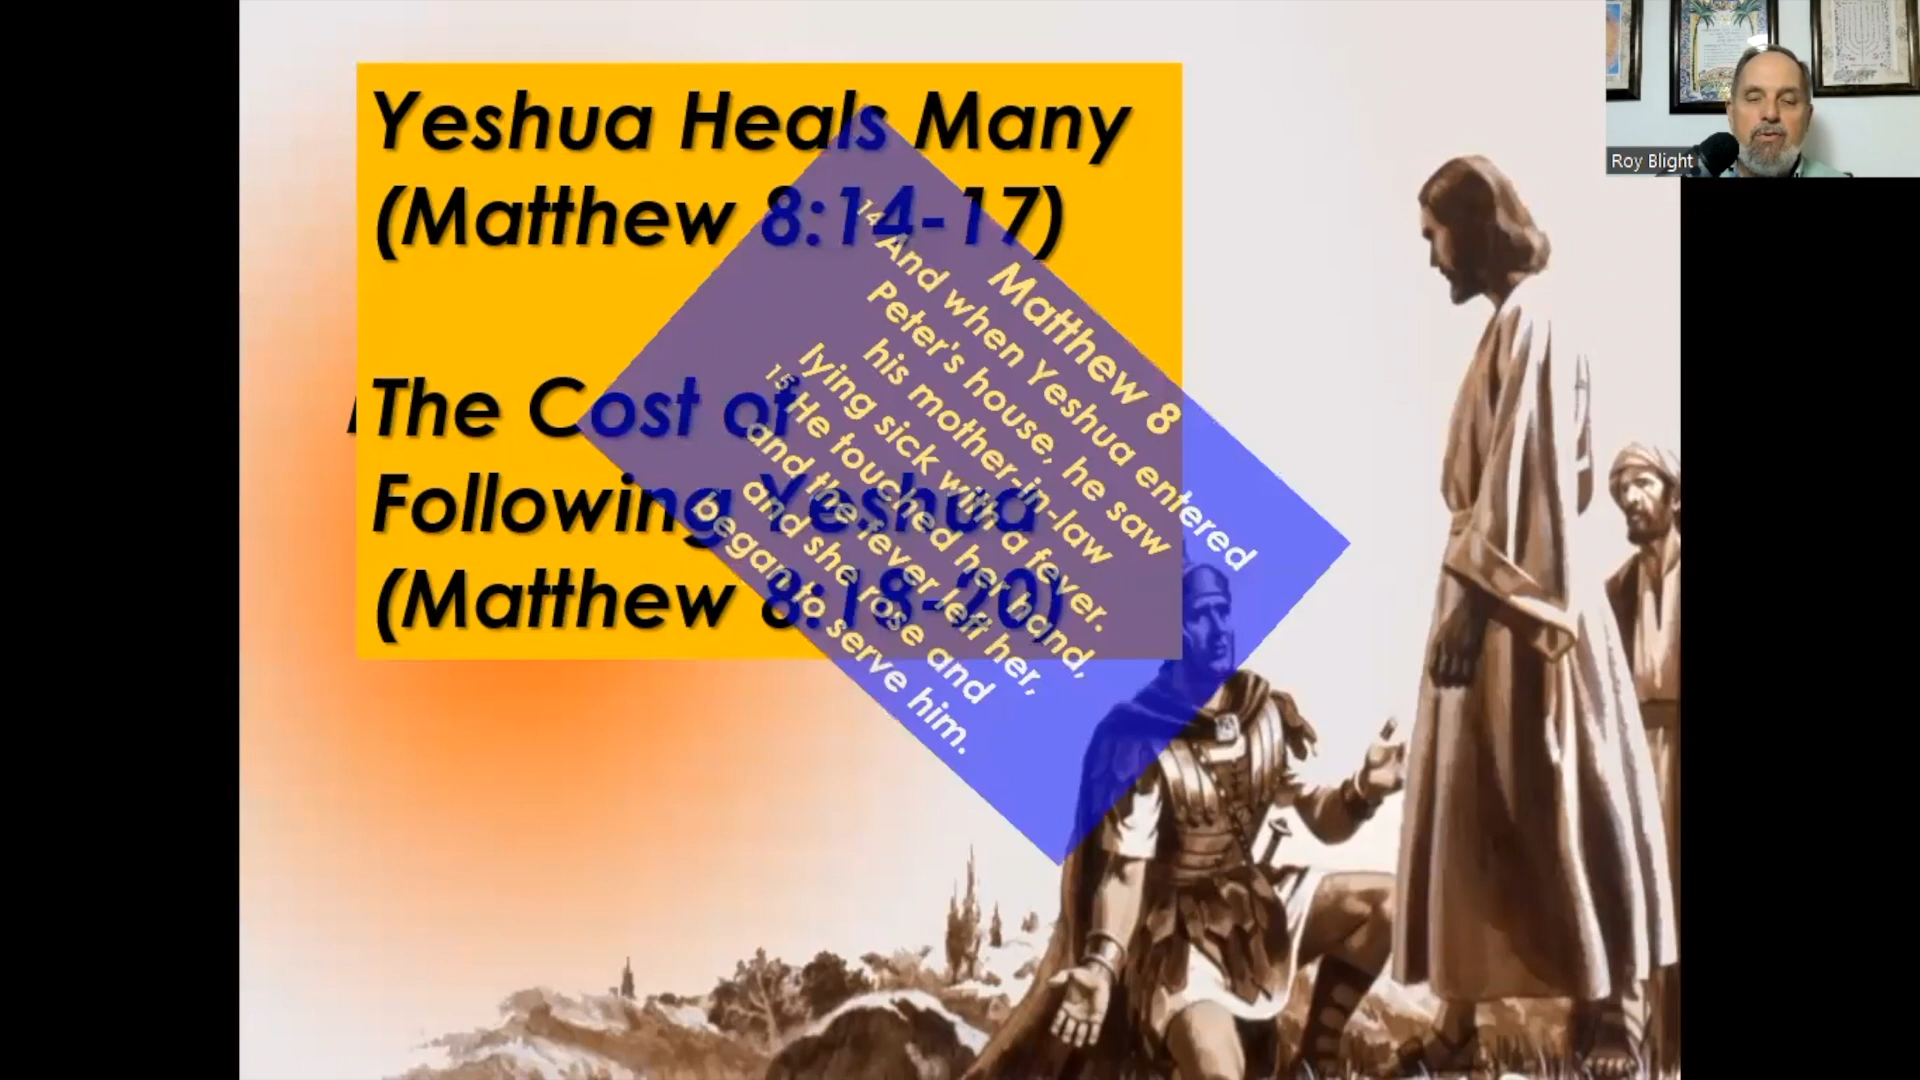 Yeshua Heals Many
(Matthew 8:14-17)
The Cost of
Following Yeshua
(Matthew 8:18-20)
Matthew 8
14 And when Yeshua entered
Peter's house, he saw
his mother-in-law
lying sick with a fever.
15 He touched her hand,
and the fever left her,
and she rose and
began to serve him.
Roy Blight